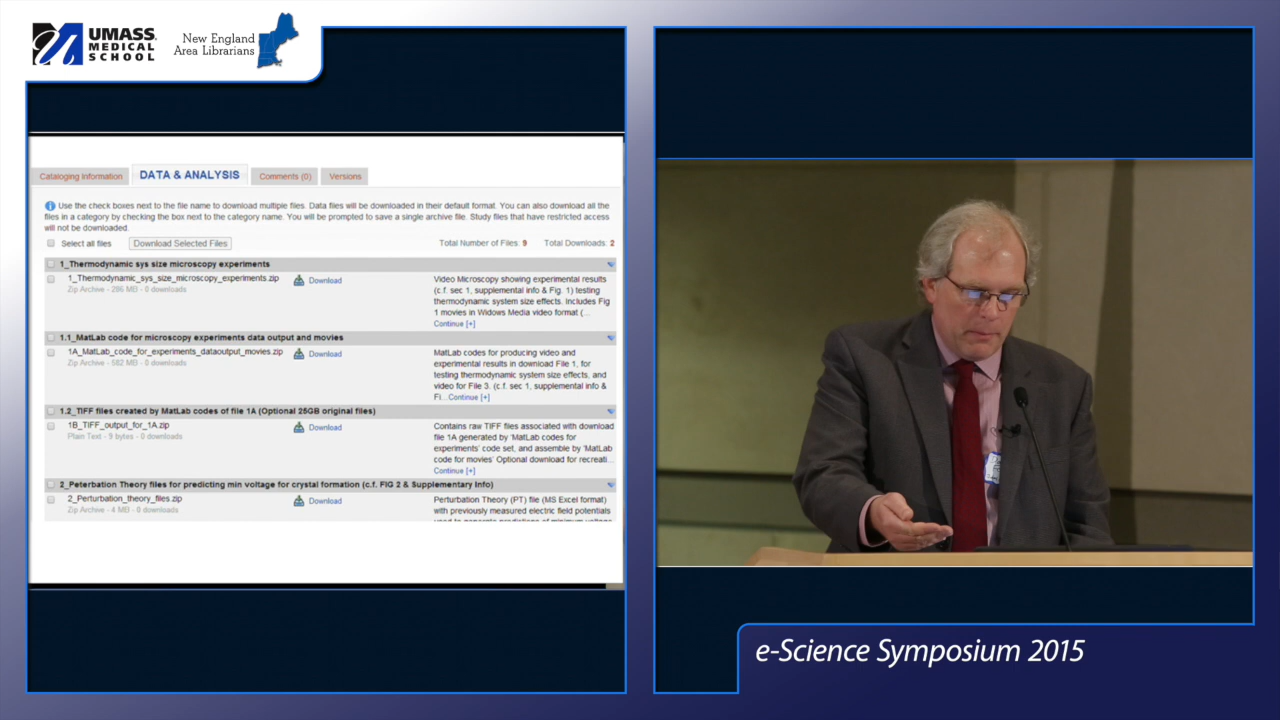 UMASS
MEDICAL
SCHOOL
New England
Area Librarians
Cataloging Information
DATA & ANALYSIS
Comments (0)
Versions
Use the check boxes next to the file name to download multiple files. Data files will be downloaded in their default format. You can also download all the
files in a category by checking the box next to the category name. You will be prompted to save a single archive file. Study files that have restricted access
will not be downloaded.
Select all files
Download Selected Files
Total Number of Files: 9
Total Downloads: 2
1_Thermodynamic sys size microscopy experiments
1_Thermodynamic_sys_size_microscopy_experiments.zip
Zip Archive - 286 MB - 0 downloads
Download
Video Microscopy showing experimental results
(c.f. sec 1, supplemental info & Fig. 1) testing
thermodynamic system size effects. Includes Fig
1 movies in Widows Media video format (...
Continue [+]
1.1_MatLab code for microscopy experiments data output and movies
1A_MatLab_code_for_experiments_dataoutput_movies.zip
Zip Archive - 582 MB - 0 downloads
Download
MatLab codes for producing video and
experimental results in download File 1, for
testing thermodynamic system size effects, and
video for File 3. (c.f. sec 1, supplemental info &
Fi...Continue [+]
1.2_TIFF files created by MatLab codes of file 1A (Optional 25GB original files)
1B_TIFF_output_for_1A.zip
Plain Text - 9 bytes - 0 downloads
Download
Contains raw TIFF files associated with download
file 1A generated by 'MatLab codes for
experiments' code set, and assemble by 'MatLab
code for movies' Optional download for recreati...
Continue [+]
2_Peterbation Theory files for predicting min voltage for crystal formation (c.f. FIG 2 & Supplementary Info)
2_Perturbation_theory_files.zip
Zip Archive - 4 MB - 0 downloads
Download
Perturbation Theory (PT) file (MS Excel format)
with previously measured electric field potentials
used to generate predictions of minimum voltage
e-Science Symposium 2015